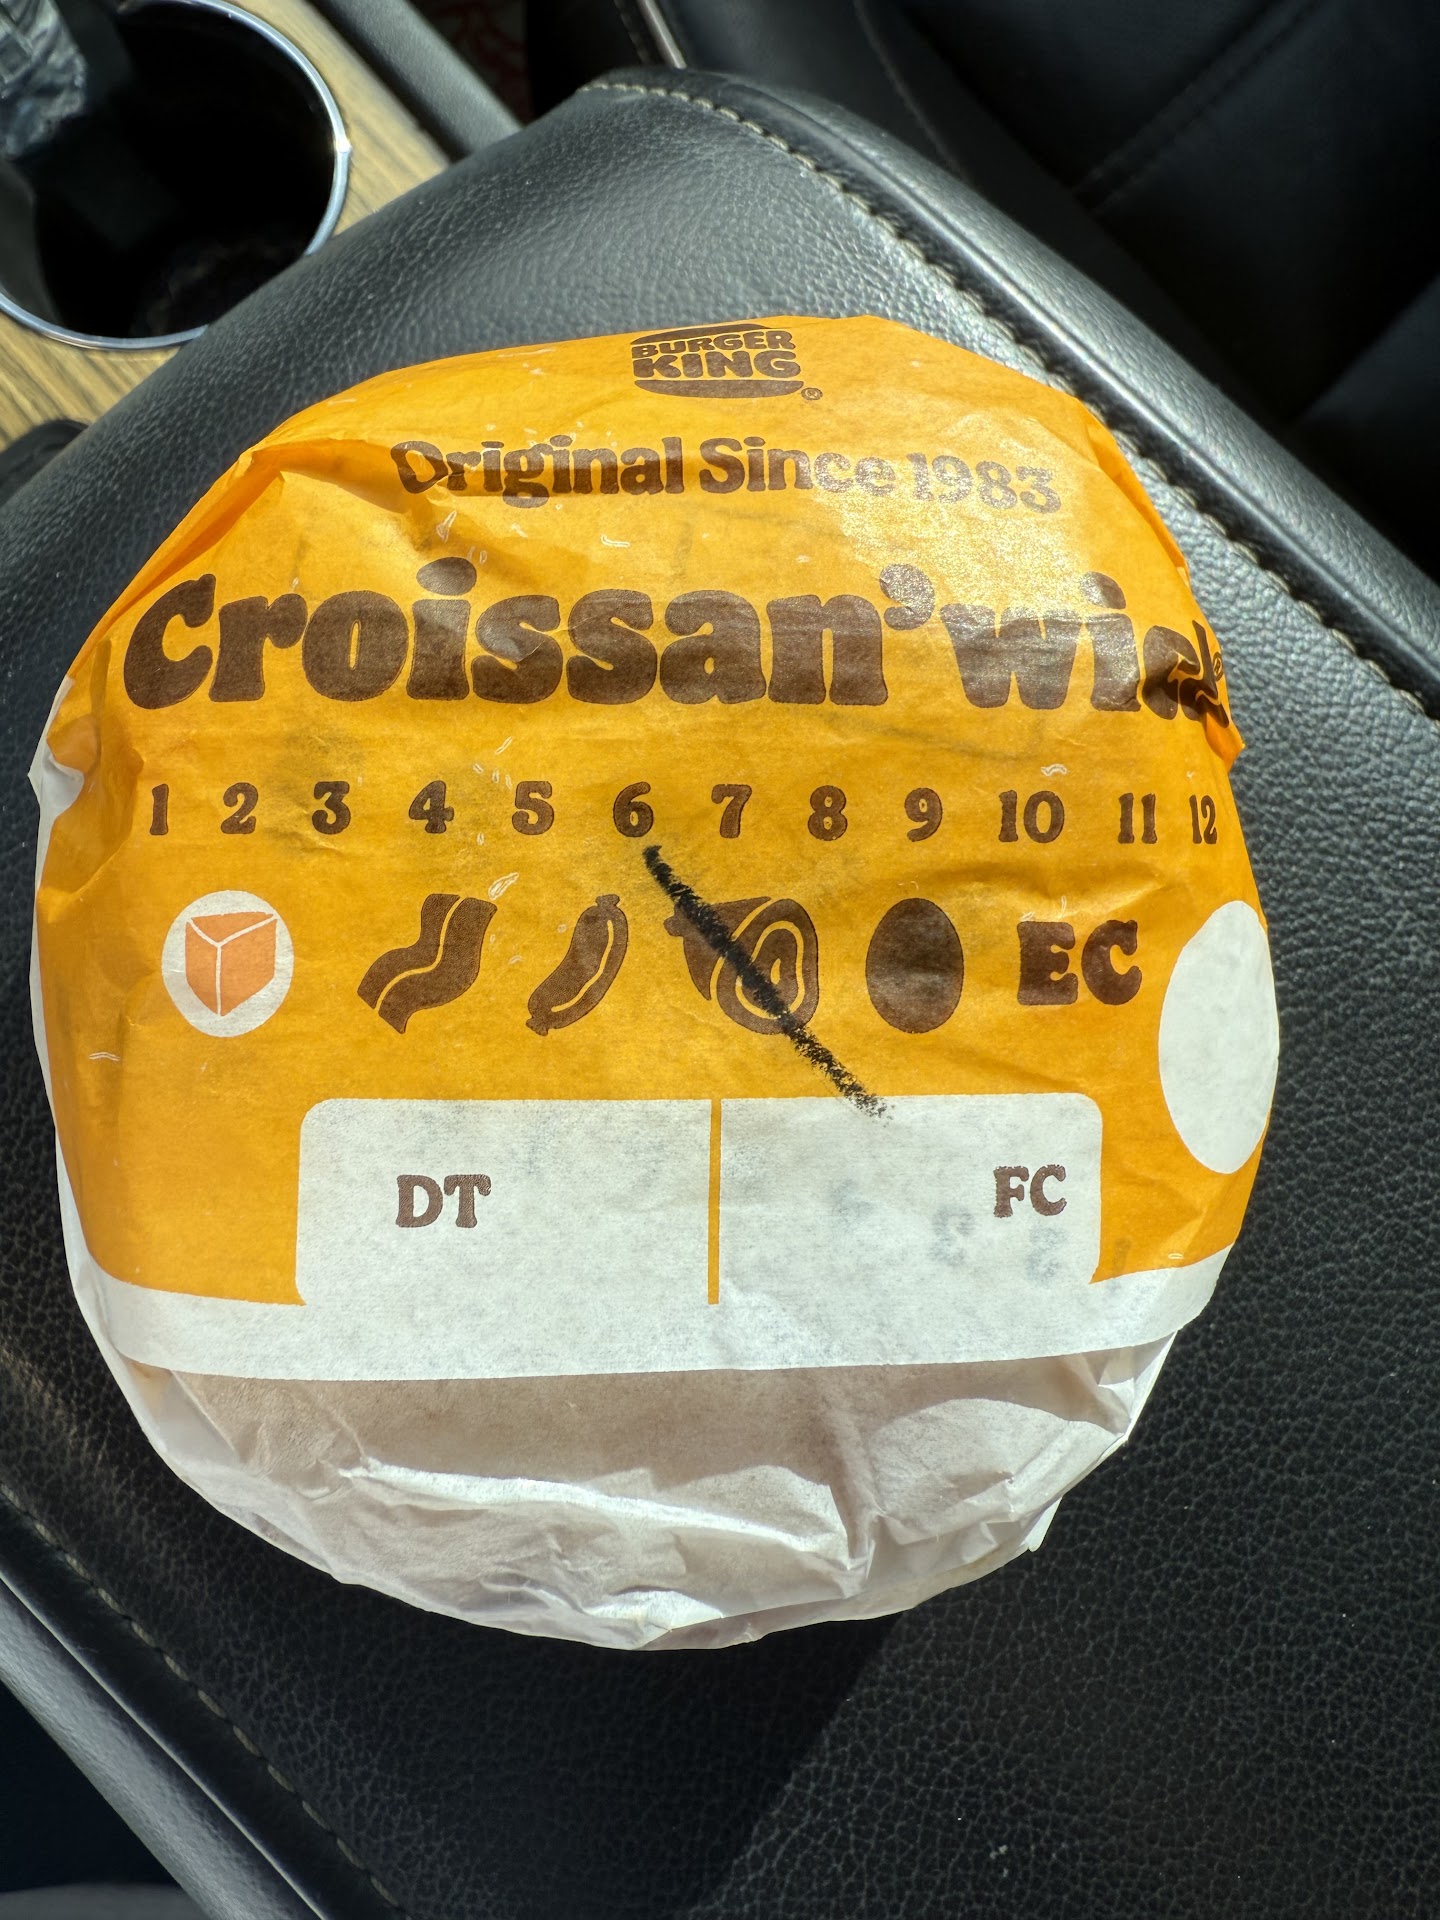 BURGER
KING®
Original Since 1983
Croissan'wich®
1 2 3 4 5 6 7 8 9 10 11 12
EC
DT FC